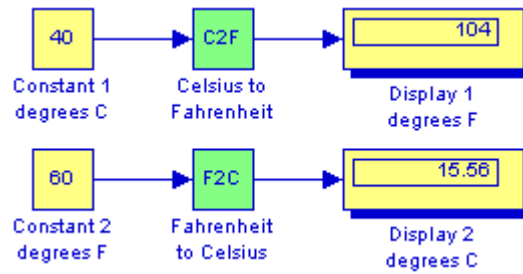 40
C2F
104
Constant 1
degrees C
Celsius to
Fahrenheit
Display 1
degrees F
60
F2C
15.56
Constant 2
degrees F
Fahrenheit
to Celsius
Display 2
degrees C